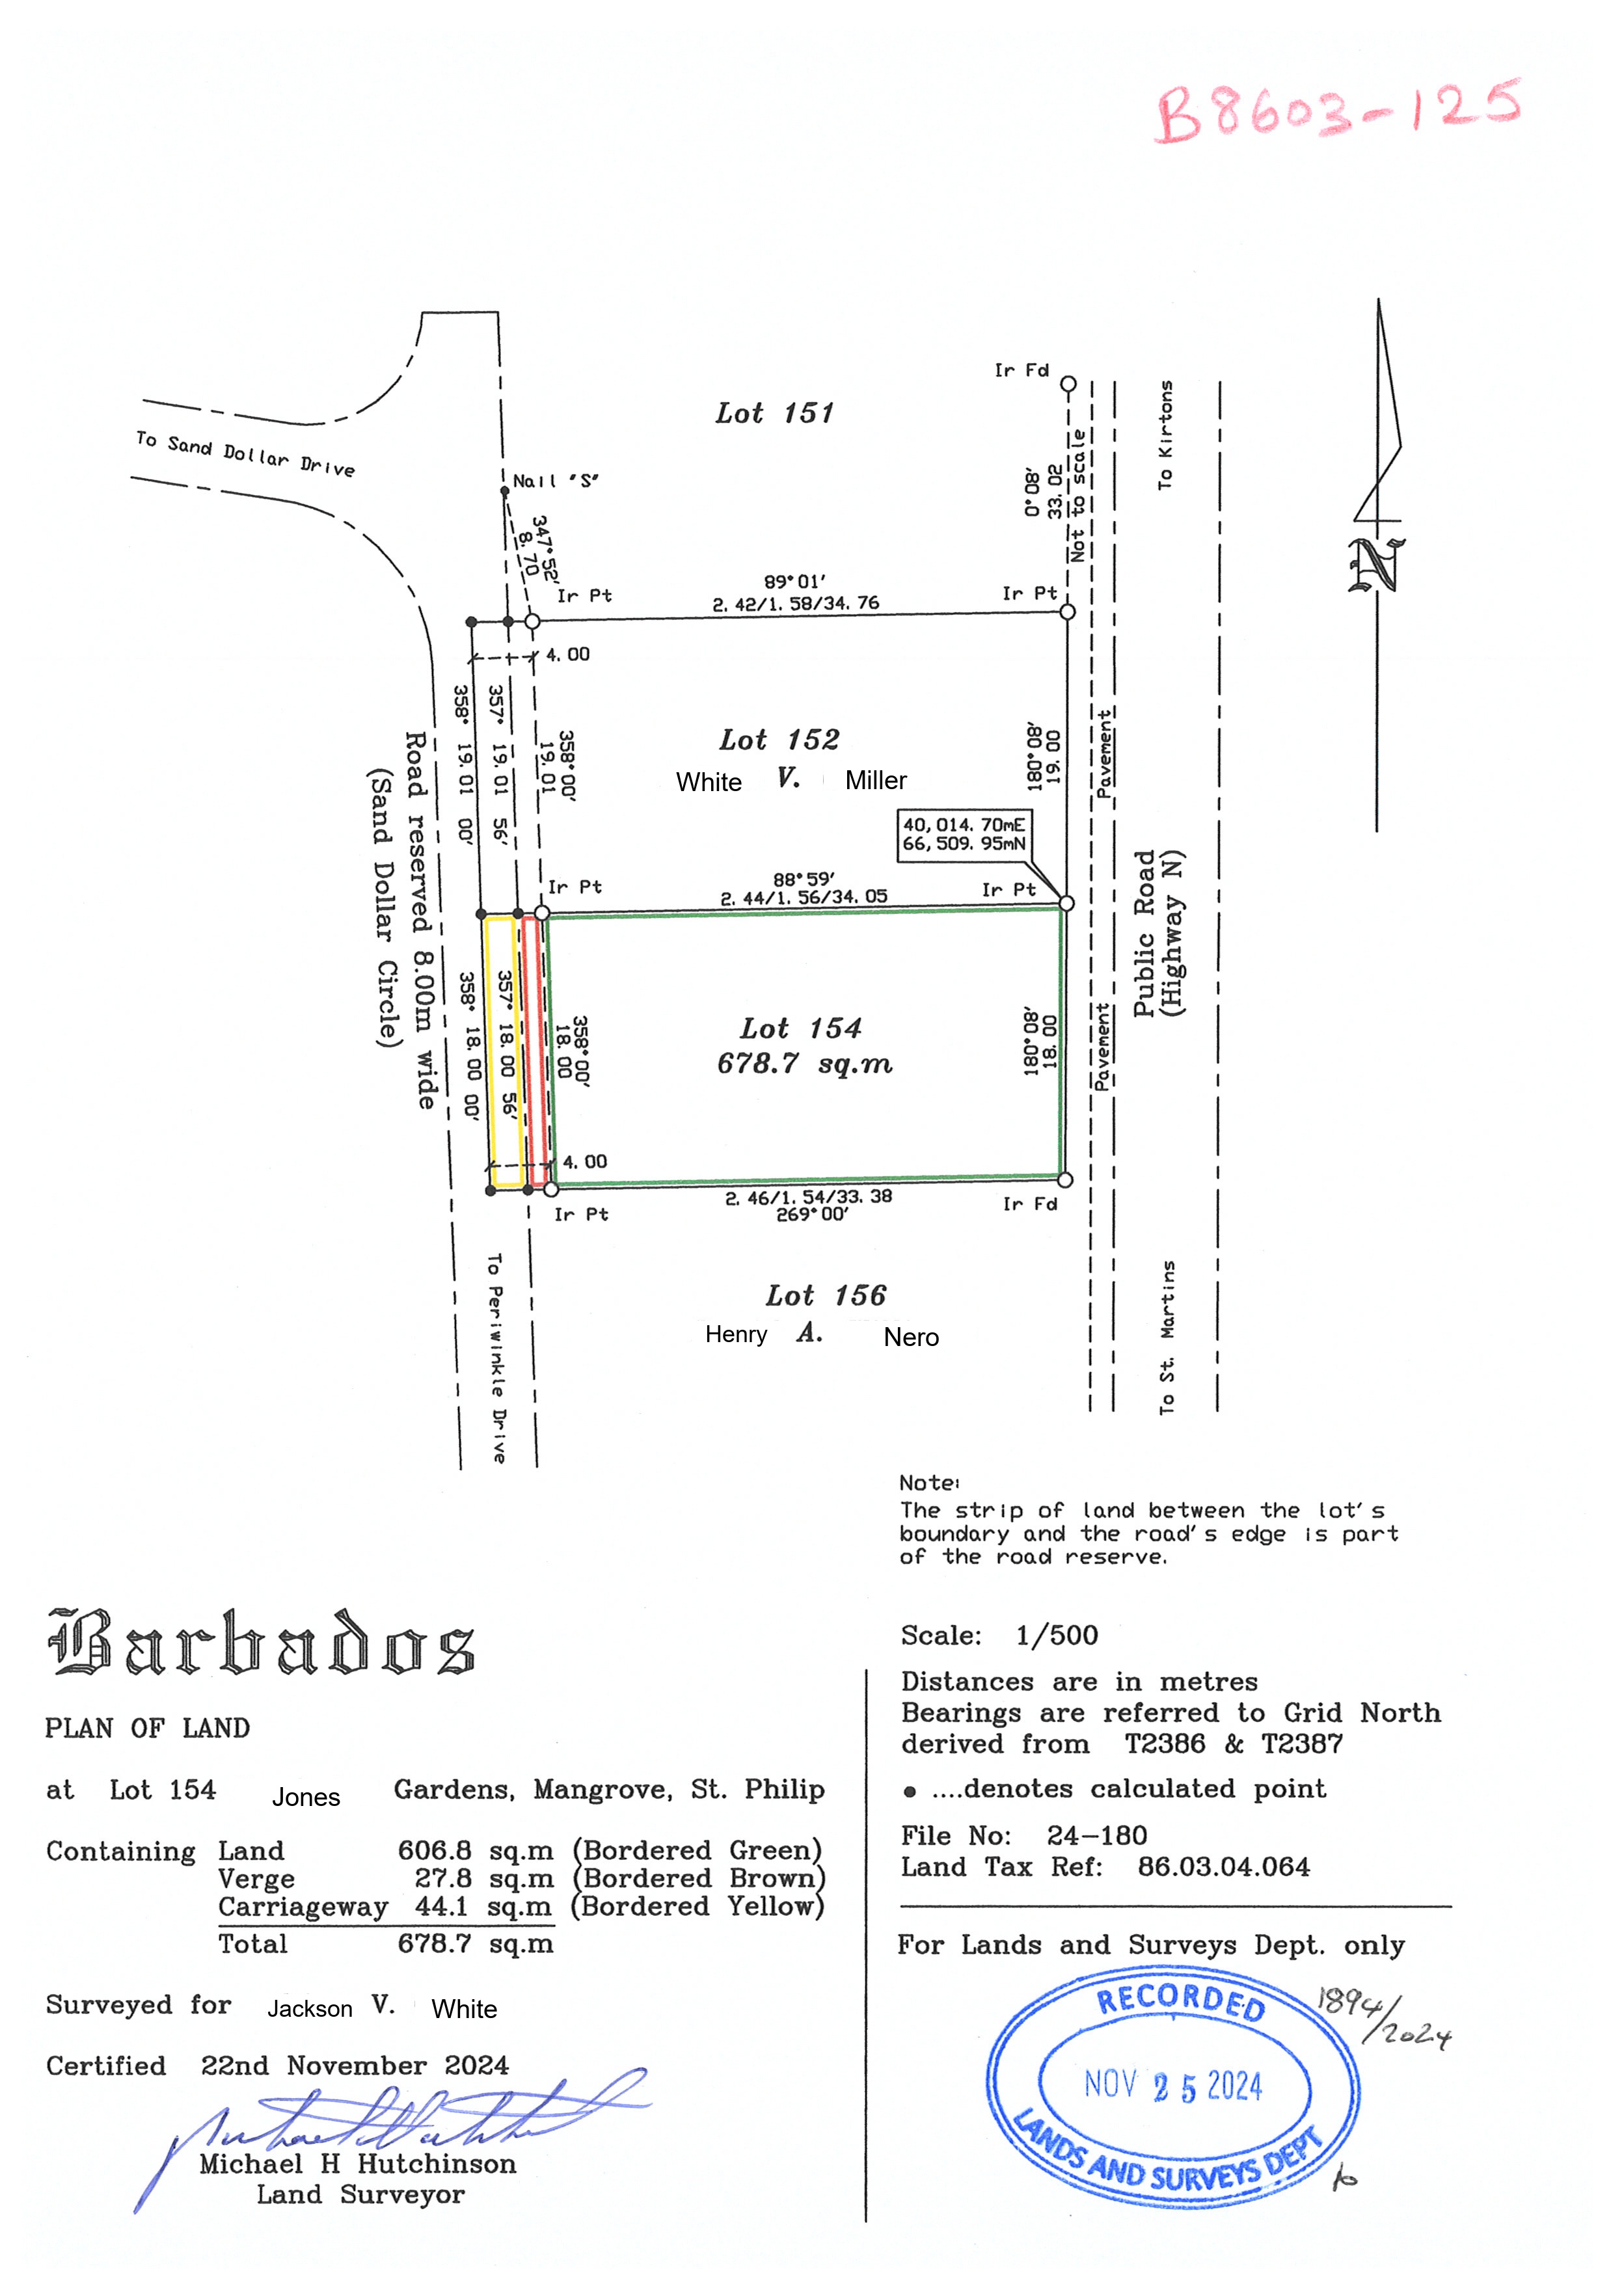 B8603-125
Ir Fd
Lot 151
To Kirtons
To Sand Dollar Drive
Nail "S"
0°08'
33.02
Not to scale
347°52'
8.70
N
Ir Pt
89°01'
2.42/1.58/34.76
Ir Pt
4.00
358° 19.01 00'
357° 19.01 56'
358°00'
19.01
Lot 152
White V. Miller
180°08'
19.00
Pavement
Road reserved 8.00m wide
(Sand Dollar Circle)
40,014.70mE
66,509.95mN
Ir Pt
88°59'
2.44/1.56/34.05
Ir Pt
Public Road
(Highway N)
358° 18.00 00'
357° 18.00 56'
358°00'
18.00
Lot 154
678.7 sq.m
180°08'
18.00
Pavement
4.00
2.46/1.54/33.38
269°00'
Ir Pt
Ir Fd
To Periwinkle Drive
Lot 156
Henry A. Nero
To St. Martins
Note:
The strip of land between the lot's
boundary and the road's edge is part
of the road reserve.
Barbados
PLAN OF LAND
at Lot 154 Jones Gardens, Mangrove, St. Philip
Containing Land 606.8 sq.m (Bordered Green)
Verge 27.8 sq.m (Bordered Brown)
Carriageway 44.1 sq.m (Bordered Yellow)
Total 678.7 sq.m
Surveyed for Jackson V. White
Certified 22nd November 2024
Michael H Hutchinson
Land Surveyor
Scale: 1/500
Distances are in metres
Bearings are referred to Grid North
derived from T2386 & T2387
• ....denotes calculated point
File No: 24-180
Land Tax Ref: 86.03.04.064
For Lands and Surveys Dept. only
RECORDED
NOV 25 2024
LANDS AND SURVEYS DEPT
1894/2024